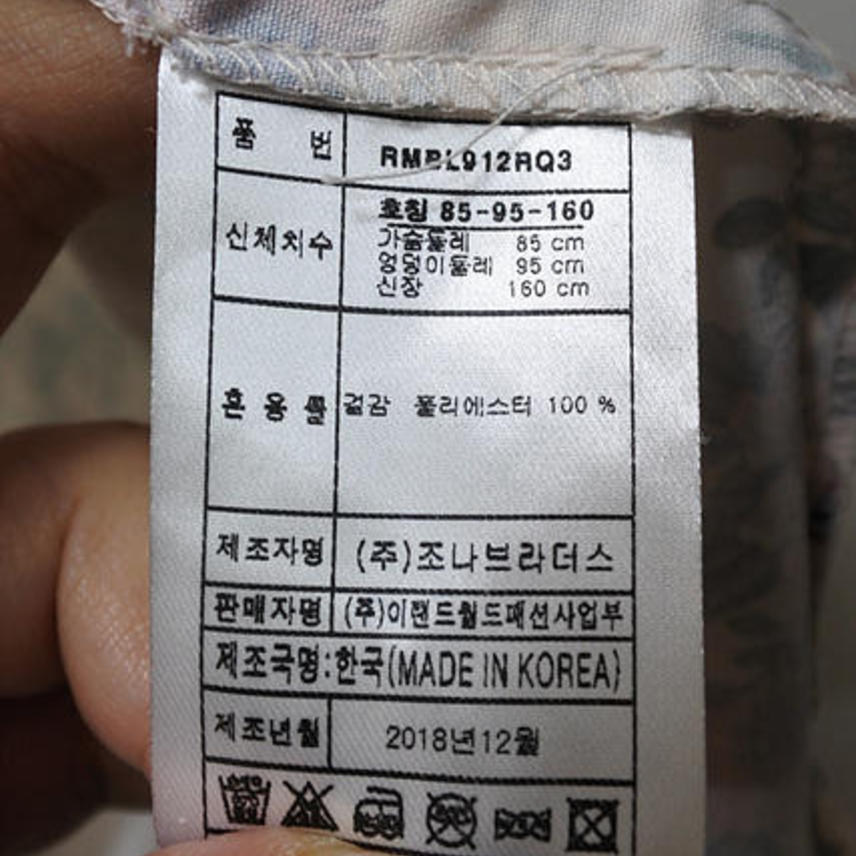 품 번 RMBL912RQ3
호칭 85-95-160
신체치수 가슴둘레 85 cm
엉덩이둘레 95 cm
신장 160 cm
혼용률 겉감 폴리에스터 100 %
제조자명 (주)조나브라더스
판매자명 (주)이랜드월드패션사업부
제조국명:한국(MADE IN KOREA)
제조년월 2018년12월